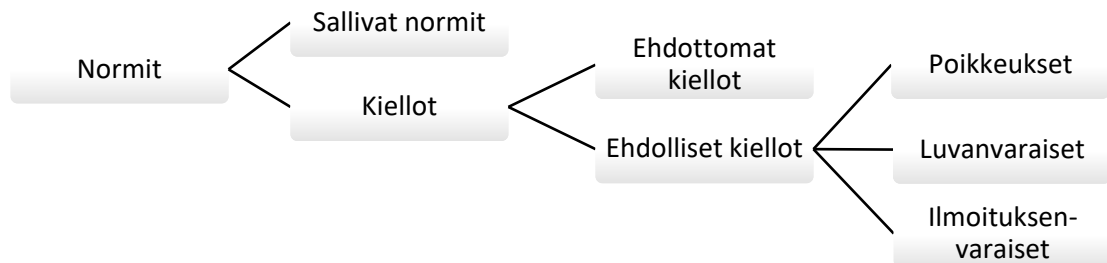 Normit
Sallivat normit
Kiellot
Ehdottomat
kiellot
Ehdolliset kiellot
Poikkeukset
Luvanvaraiset
Ilmoituksen-
varaiset